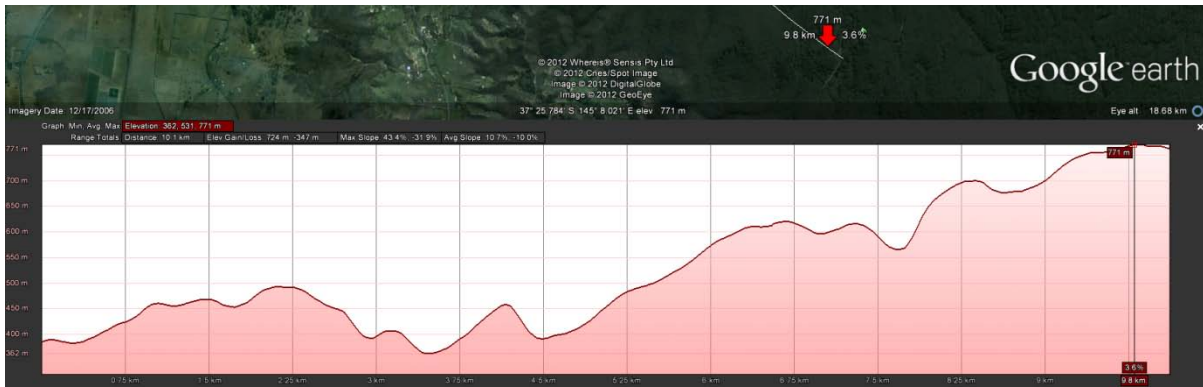 771 m
9.8 km 3.6%
© 2012 Whereis® Sensis Pty Ltd
© 2012 Cnes/Spot Image
Image © 2012 DigitalGlobe
Image © 2012 GeoEye
Google earth
Imagery Date 12/17/2006 37° 25.784' S 145° 8.021' E elev 771 m Eye alt 18.68 km
Graph: Min, Avg, Max Elevation: 362, 531, 771 m
Range Totals: Distance: 10.1 km Elev Gain/Loss: 724 m, -347 m Max Slope: 43.4%, -31.9% Avg Slope: 10.7%, -10.0%
771 m
771 m
700 m
650 m
600 m
550 m
500 m
450 m
400 m
362 m
3.6%
0.75 km 1.5 km 2.25 km 3 km 3.75 km 4.5 km 5.25 km 6 km 6.75 km 7.5 km 8.25 km 9 km 9.8 km